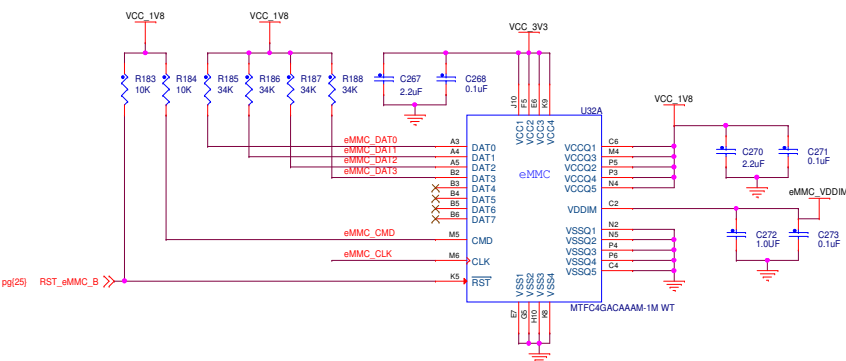 VCC_1V8
VCC_1V8
VCC_3V3
R183
10K
R184
10K
R185
34K
R186
34K
R187
34K
R188
34K
C267
2.2uF
C268
0.1uF
J10
F5
E6
K9
U32A
VCC_1V8
VCC1
VCC2
VCC3
VCC4
eMMC
eMMC_DAT0
A3
DAT0
eMMC_DAT1
A4
DAT1
eMMC_DAT2
A5
DAT2
eMMC_DAT3
B2
DAT3
B3
DAT4
B4
DAT5
B5
DAT6
B6
DAT7
eMMC_CMD
M5
CMD
eMMC_CLK
M6
CLK
pg{25} RST_eMMC_B
K5
RST
VCCQ1
C6
VCCQ3
M4
VCCQ2
P5
VCCQ4
P3
VCCQ5
N4
C270
2.2uF
C271
0.1uF
eMMC_VDDIM
VDDIM
C2
C272
1.0UF
C273
0.1uF
VSSQ1
N2
VSSQ2
N5
VSSQ3
P4
VSSQ4
P6
VSSQ5
C4
VSS1
VSS2
VSS3
VSS4
E7
G5
H10
K8
MTFC4GACAAAM-1M WT